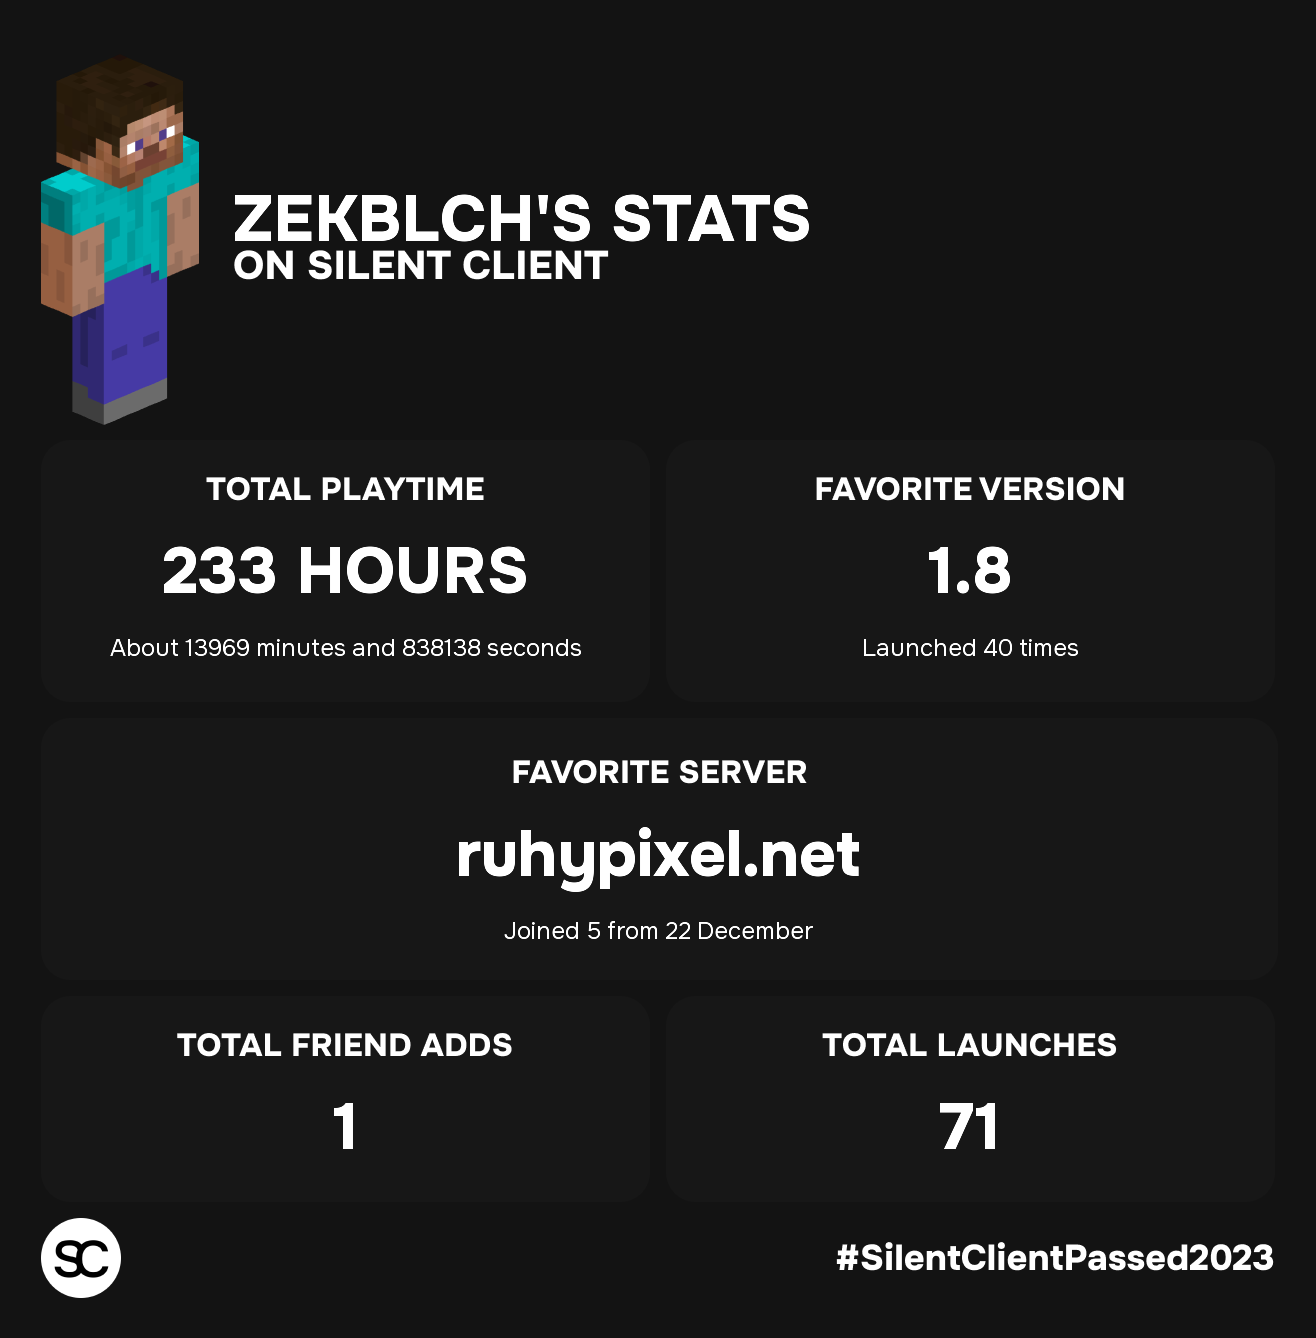 ZEKBLCH'S STATS
ON SILENT CLIENT
TOTAL PLAYTIME
233 HOURS
About 13969 minutes and 838138 seconds
FAVORITE VERSION
1.8
Launched 40 times
FAVORITE SERVER
ruhypixel.net
Joined 5 from 22 December
TOTAL FRIEND ADDS
1
TOTAL LAUNCHES
71
SC
#SilentClientPassed2023